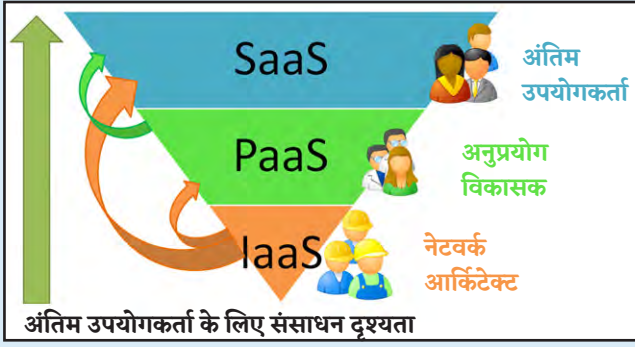 SaaS
अंतिम
उपयोगकर्ता
PaaS
अनुप्रयोग
विकासक
IaaS
नेटवर्क
आर्किटेक्ट
अंतिम उपयोगकर्ता के लिए संसाधन दृश्यता